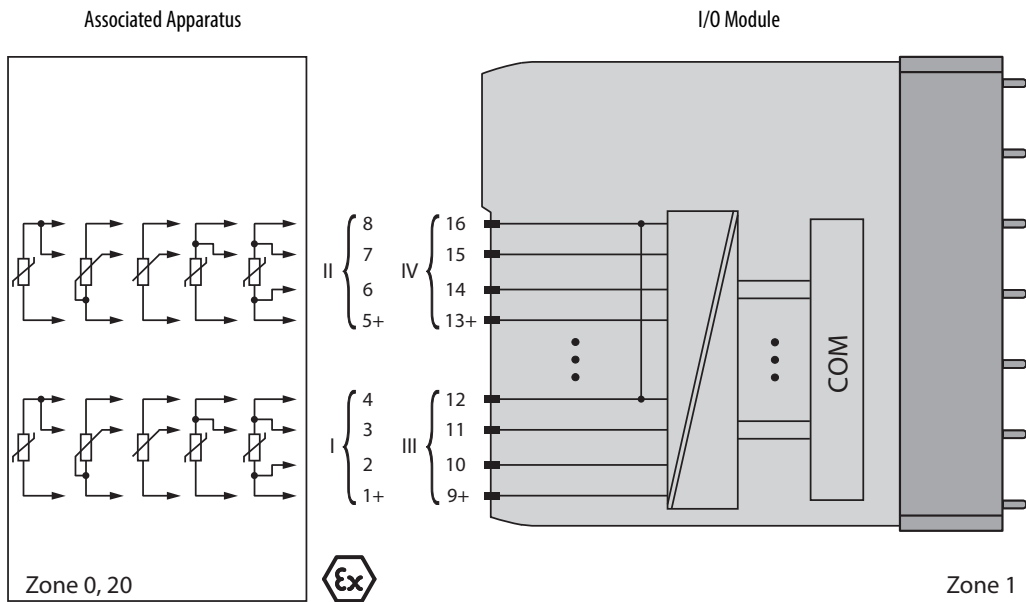 Associated Apparatus
I/O Module
8
7
II
6
5+
16
15
IV
14
13+
4
3
I
2
1+
12
11
III
10
9+
COM
Zone 0, 20
Ex
Zone 1